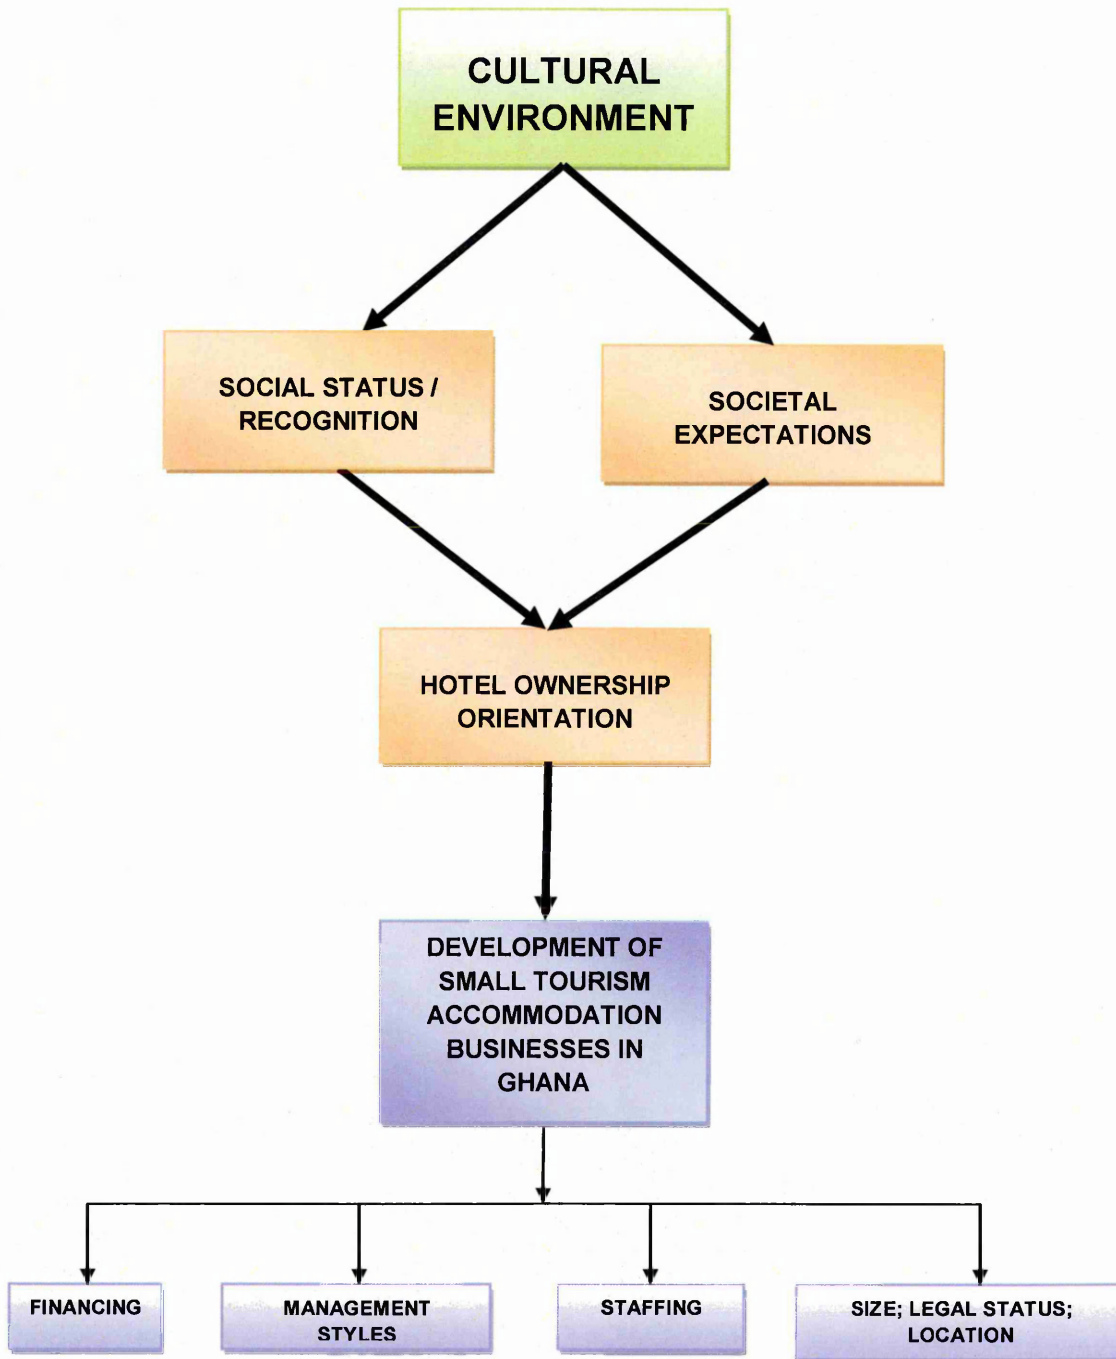 CULTURAL
ENVIRONMENT
SOCIAL STATUS /
RECOGNITION
SOCIETAL
EXPECTATIONS
HOTEL OWNERSHIP
ORIENTATION
DEVELOPMENT OF
SMALL TOURISM
ACCOMMODATION
BUSINESSES IN
GHANA
FINANCING
MANAGEMENT
STYLES
STAFFING
SIZE; LEGAL STATUS;
LOCATION